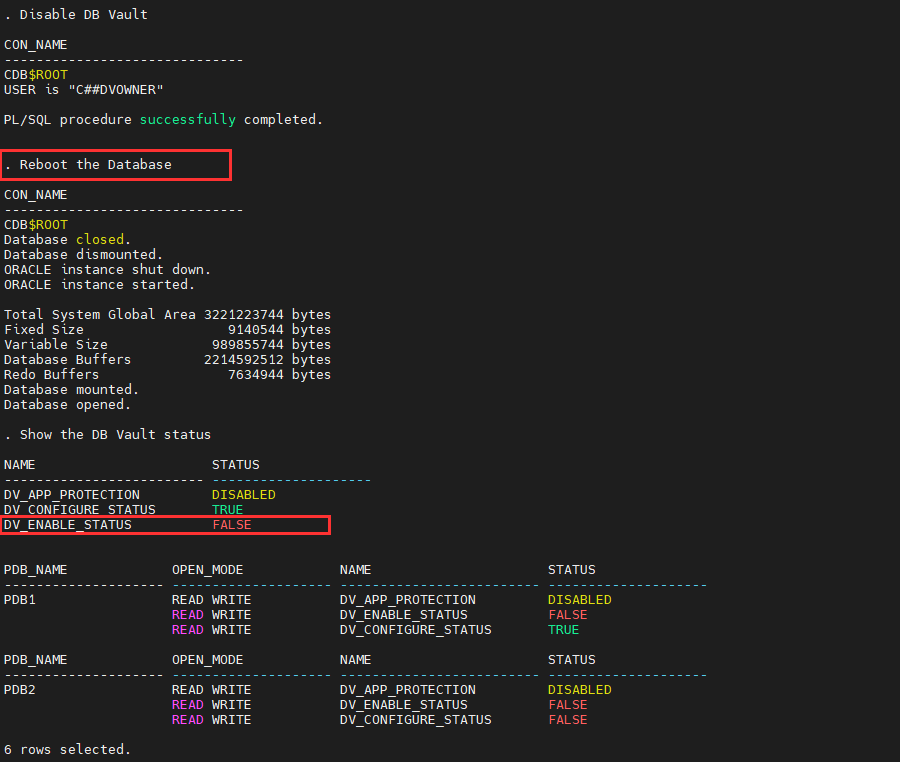 . Disable DB Vault
CON_NAME
------------------------------
CDB$ROOT
USER is "C##DVOWNER"
PL/SQL procedure successfully completed.
. Reboot the Database
CON_NAME
------------------------------
CDB$ROOT
Database closed.
Database dismounted.
ORACLE instance shut down.
ORACLE instance started.
Total System Global Area 3221223744 bytes
Fixed Size                  9140544 bytes
Variable Size             989855744 bytes
Database Buffers         2214592512 bytes
Redo Buffers                7634944 bytes
Database mounted.
Database opened.
. Show the DB Vault status
NAME                      STATUS
------------------------- --------------------
DV_APP_PROTECTION         DISABLED
DV_CONFIGURE_STATUS       TRUE
DV_ENABLE_STATUS          FALSE
PDB_NAME             OPEN_MODE            NAME                      STATUS
-------------------- -------------------- ------------------------- --------------------
PDB1                 READ WRITE           DV_APP_PROTECTION         DISABLED
                     READ WRITE           DV_ENABLE_STATUS          FALSE
                     READ WRITE           DV_CONFIGURE_STATUS       TRUE
PDB_NAME             OPEN_MODE            NAME                      STATUS
-------------------- -------------------- ------------------------- --------------------
PDB2                 READ WRITE           DV_APP_PROTECTION         DISABLED
                     READ WRITE           DV_ENABLE_STATUS          FALSE
                     READ WRITE           DV_CONFIGURE_STATUS       FALSE
6 rows selected.